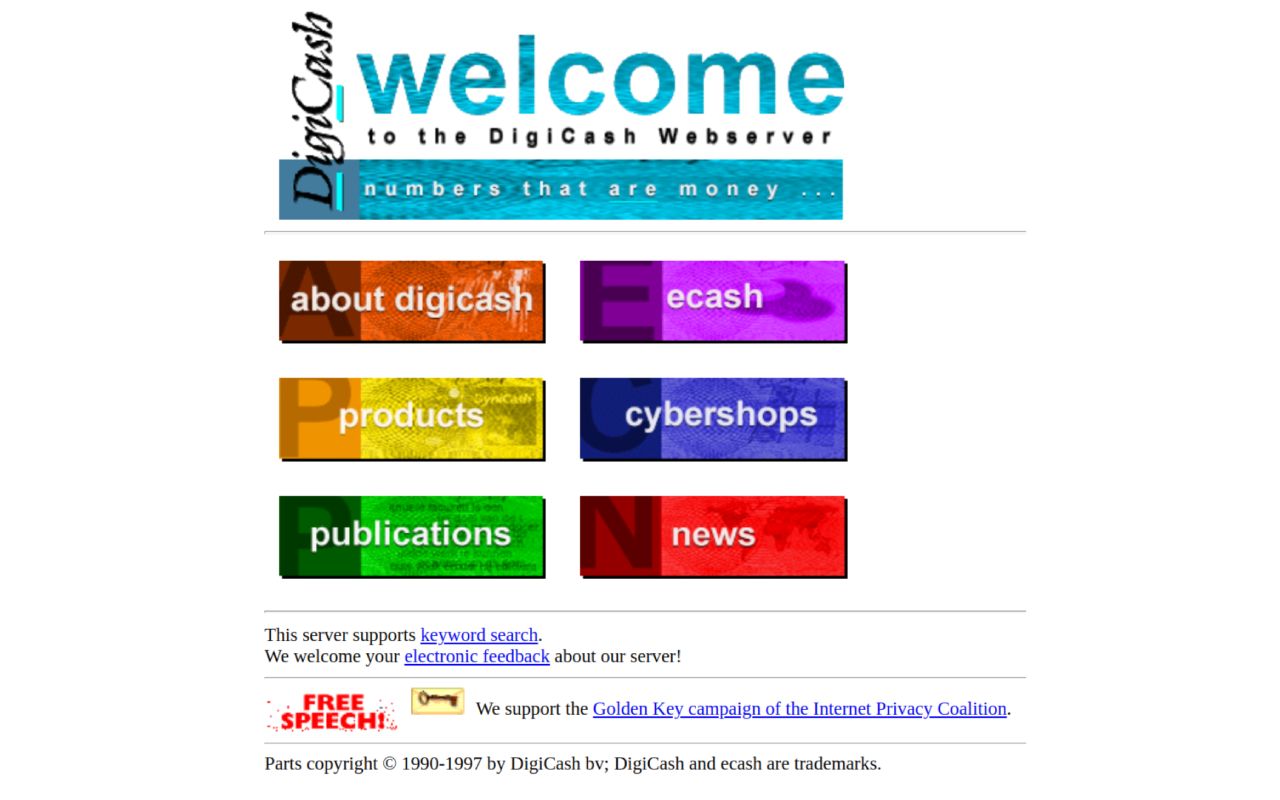 DigiCash
welcome
to the DigiCash Webserver
numbers that are money ...
A about digicash
E ecash
P products DyniCash
C cybershops
P publications
N news
This server supports keyword search.
We welcome your electronic feedback about our server!
FREE
SPEECH!
We support the Golden Key campaign of the Internet Privacy Coalition.
Parts copyright © 1990-1997 by DigiCash bv; DigiCash and ecash are trademarks.